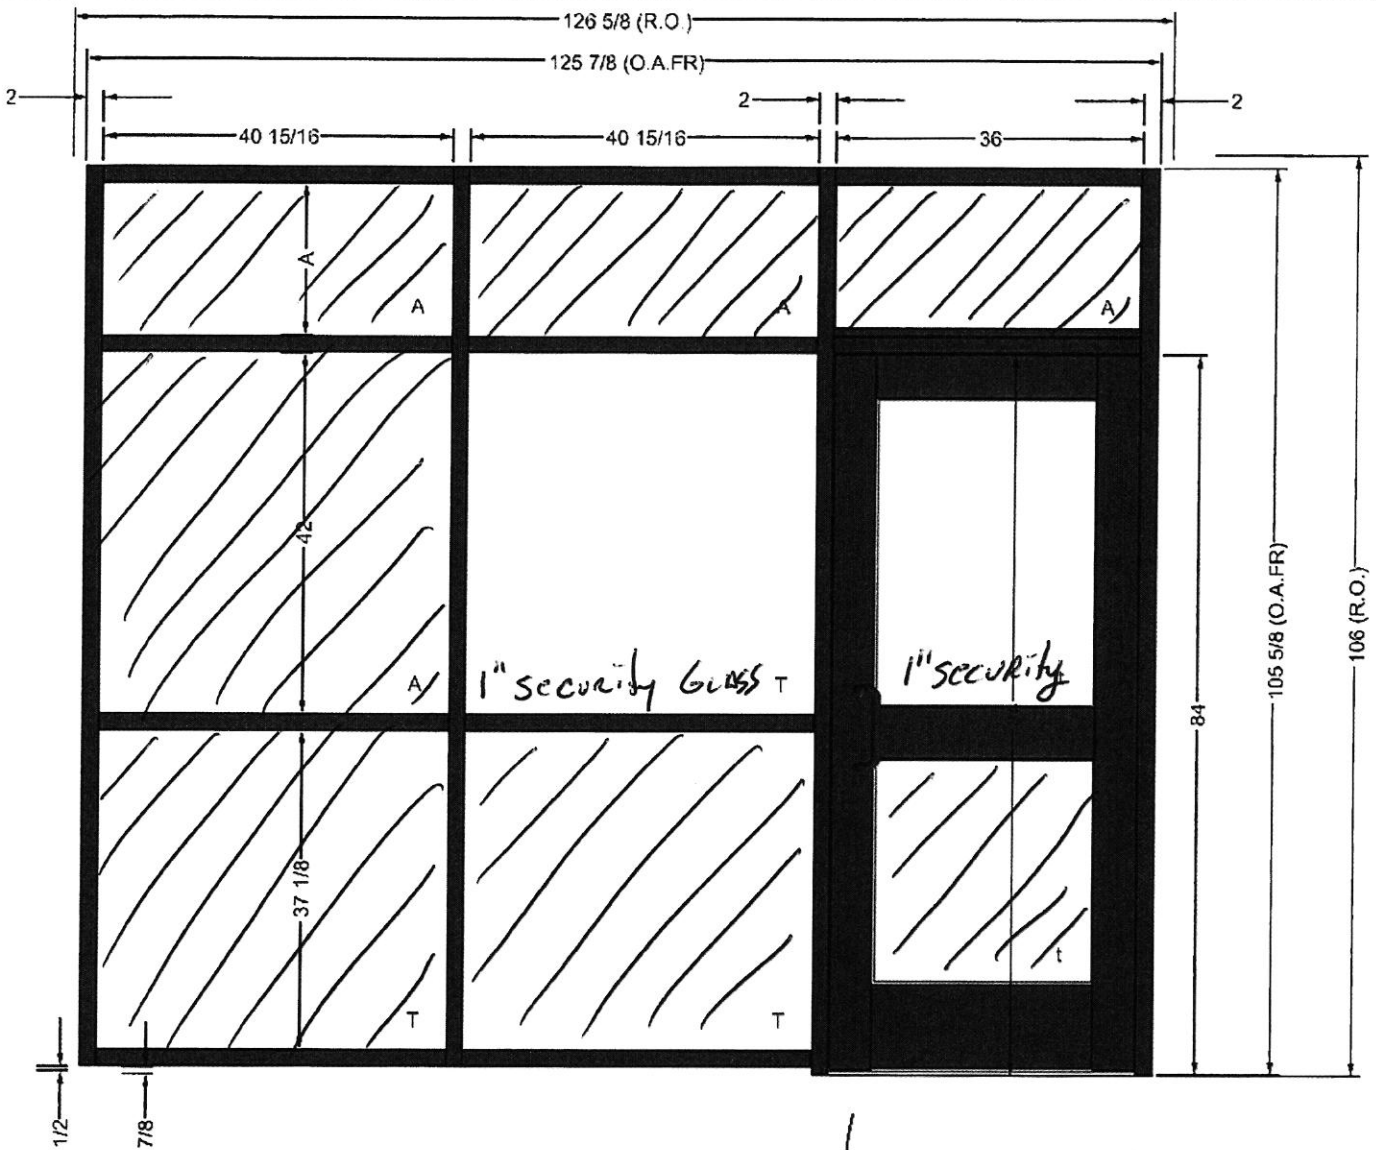 126 5/8 (R.O.)
125 7/8 (O.A.FR)
2
2
2
40 15/16
40 15/16
36
A
A
A
A
42
84
105 5/8 (O.A.FR)
106 (R.O.)
A
1" SECURITY GLASS T
1" SECURITY
t
37 1/8
T
T
t
1/2
7/8